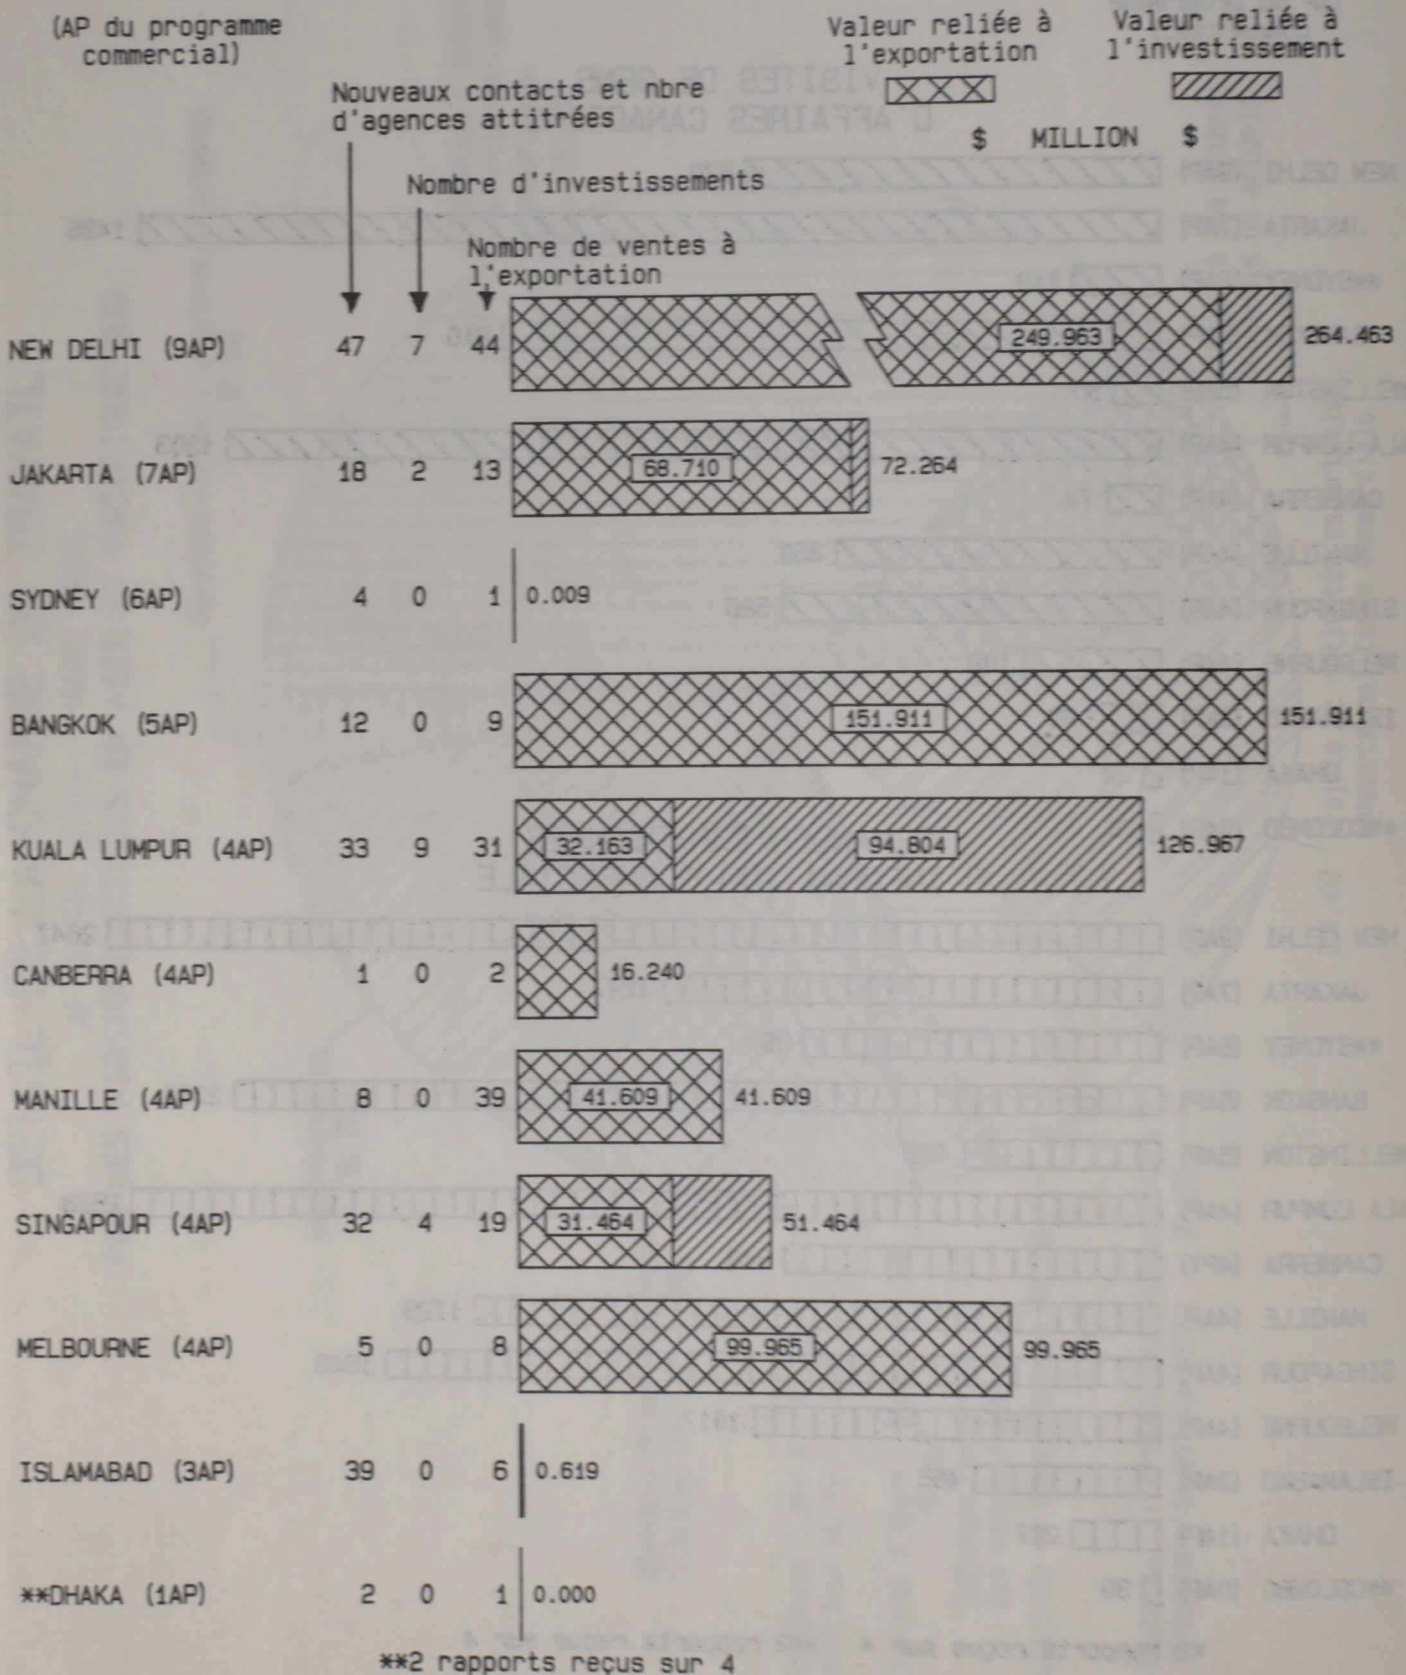 (AP du programme
commercial)
Valeur reliée à
l'exportation
Valeur reliée à
l'investissement
Nouveaux contacts et nbre
d'agences attitrées
$ MILLION $
Nombre d'investissements
Nombre de ventes à
l'exportation
NEW DELHI (9AP) 47 7 44 249.963 264.463
JAKARTA (7AP) 18 2 13 68.710 72.264
SYDNEY (6AP) 4 0 1 0.009
BANGKOK (5AP) 12 0 9 151.911 151.911
KUALA LUMPUR (4AP) 33 9 31 32.163 94.804 126.967
CANBERRA (4AP) 1 0 2 16.240
MANILLE (4AP) 8 0 39 41.609 41.609
SINGAPOUR (4AP) 32 4 19 31.464 51.464
MELBOURNE (4AP) 5 0 8 99.965 99.965
ISLAMABAD (3AP) 39 0 6 0.619
**DHAKA (1AP) 2 0 1 0.000
**2 rapports reçus sur 4